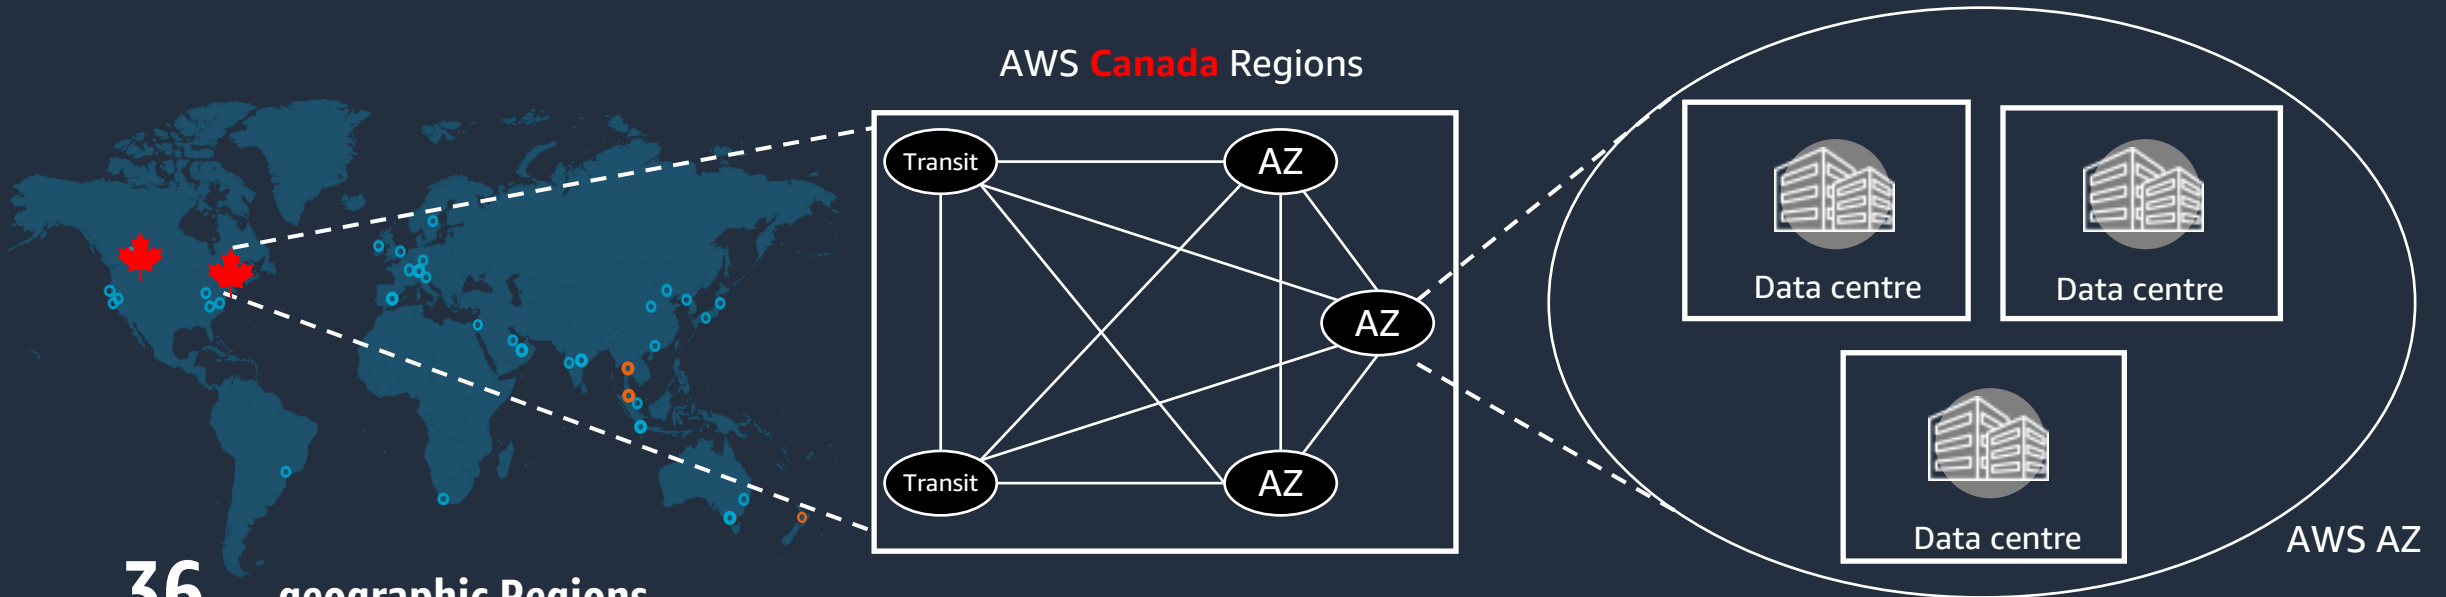 AWS Canada Regions
Transit
AZ
AZ
Transit
AZ
Data centre
Data centre
Data centre
AWS AZ
36 geographic Regions